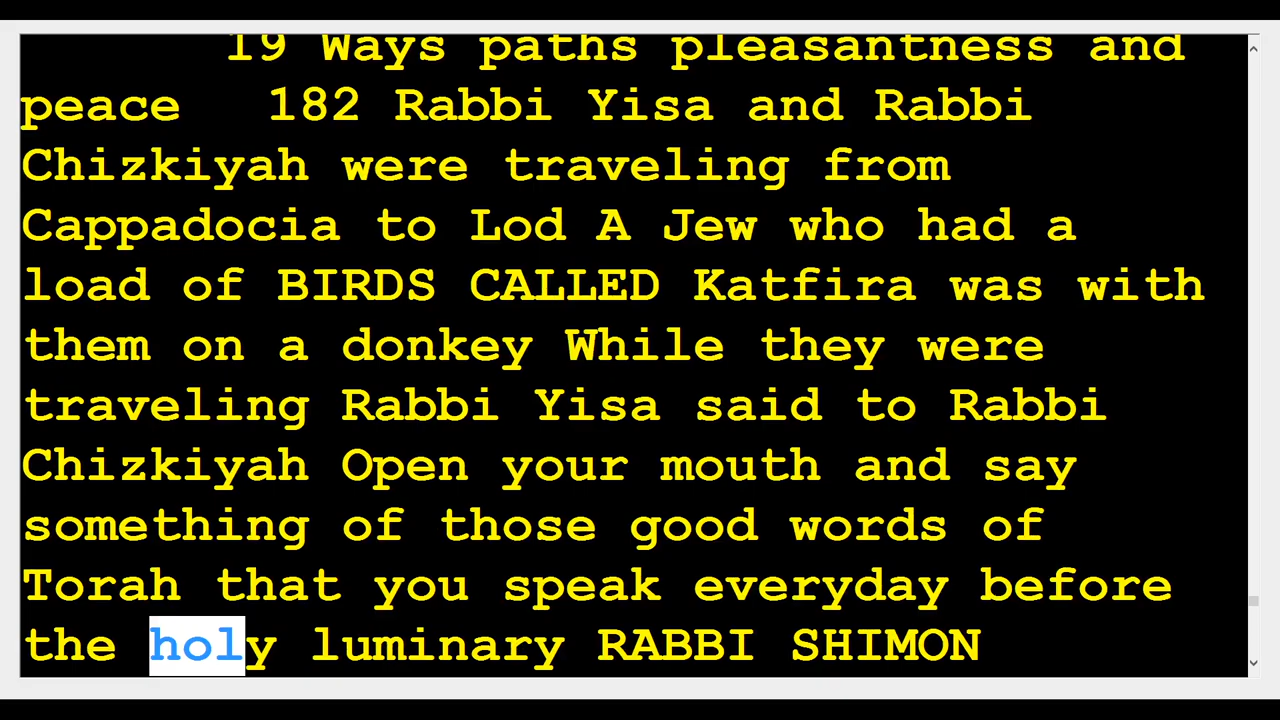 19 Ways paths pleasantness and
peace 182 Rabbi Yisa and Rabbi
Chizkiyah were traveling from
Cappadocia to Lod A Jew who had a
load of BIRDS CALLED Katfira was with
them on a donkey While they were
traveling Rabbi Yisa said to Rabbi
Chizkiyah Open your mouth and say
something of those good words of
Torah that you speak everyday before
the holy luminary RABBI SHIMON